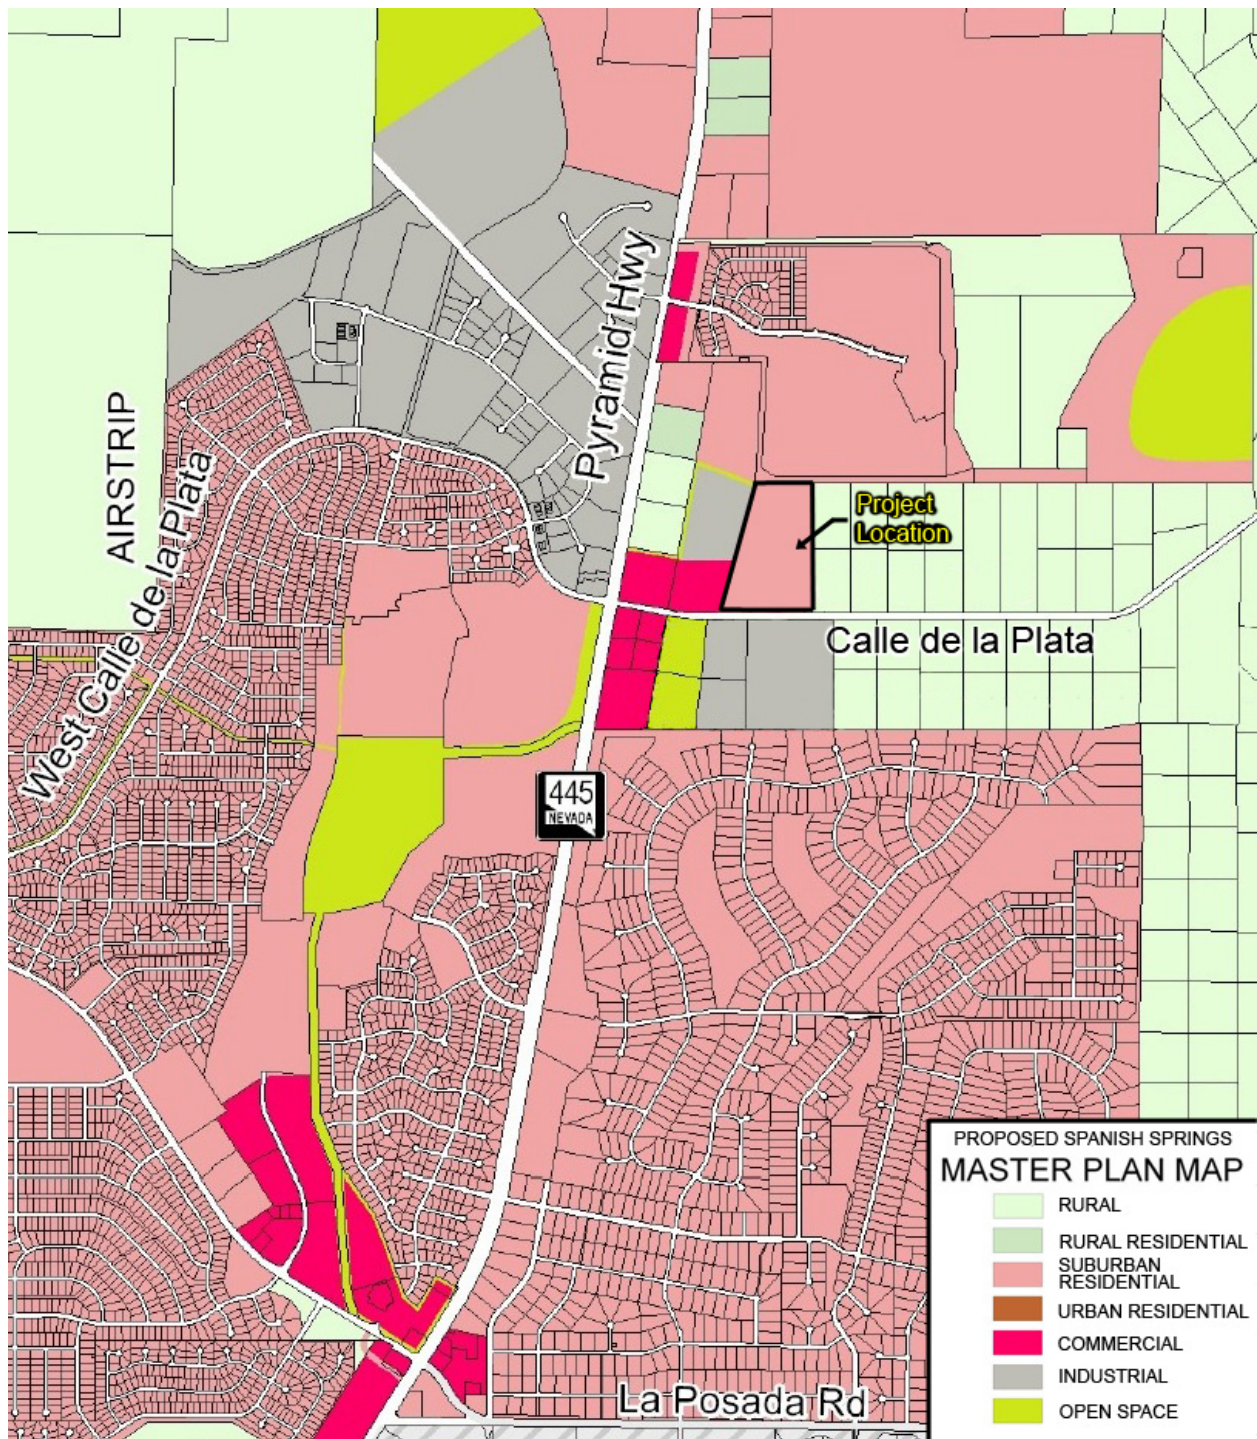 Pyramid Hwy
AIRSTRIP
West Calle de la Plata
Project
Location
Calle de la Plata
445
NEVADA
La Posada Rd
PROPOSED SPANISH SPRINGS
MASTER PLAN MAP
RURAL
RURAL RESIDENTIAL
SUBURBAN
RESIDENTIAL
URBAN RESIDENTIAL
COMMERCIAL
INDUSTRIAL
OPEN SPACE